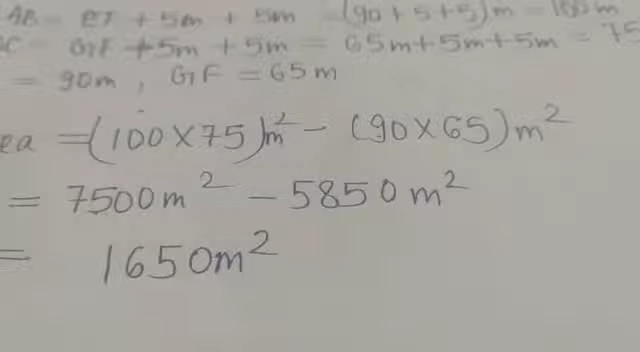 AB = EF + 5m + 5m = (90+5+5)m = 100m
BC = GF + 5m + 5m = 65m+5m+5m = 75
= 90m, GF = 65m
ea = (100 X 75)m² - (90 X 65)m²
= 7500m² - 5850m²
= 1650m²